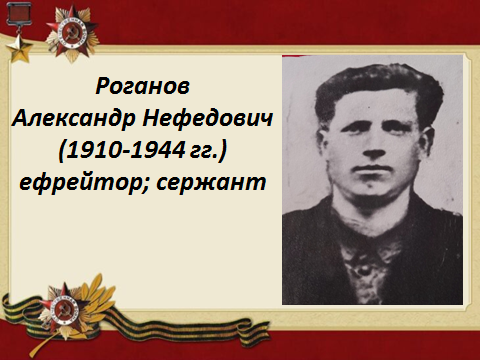 Роганов
Александр Нефедович
(1910-1944 гг.)
ефрейтор; сержант